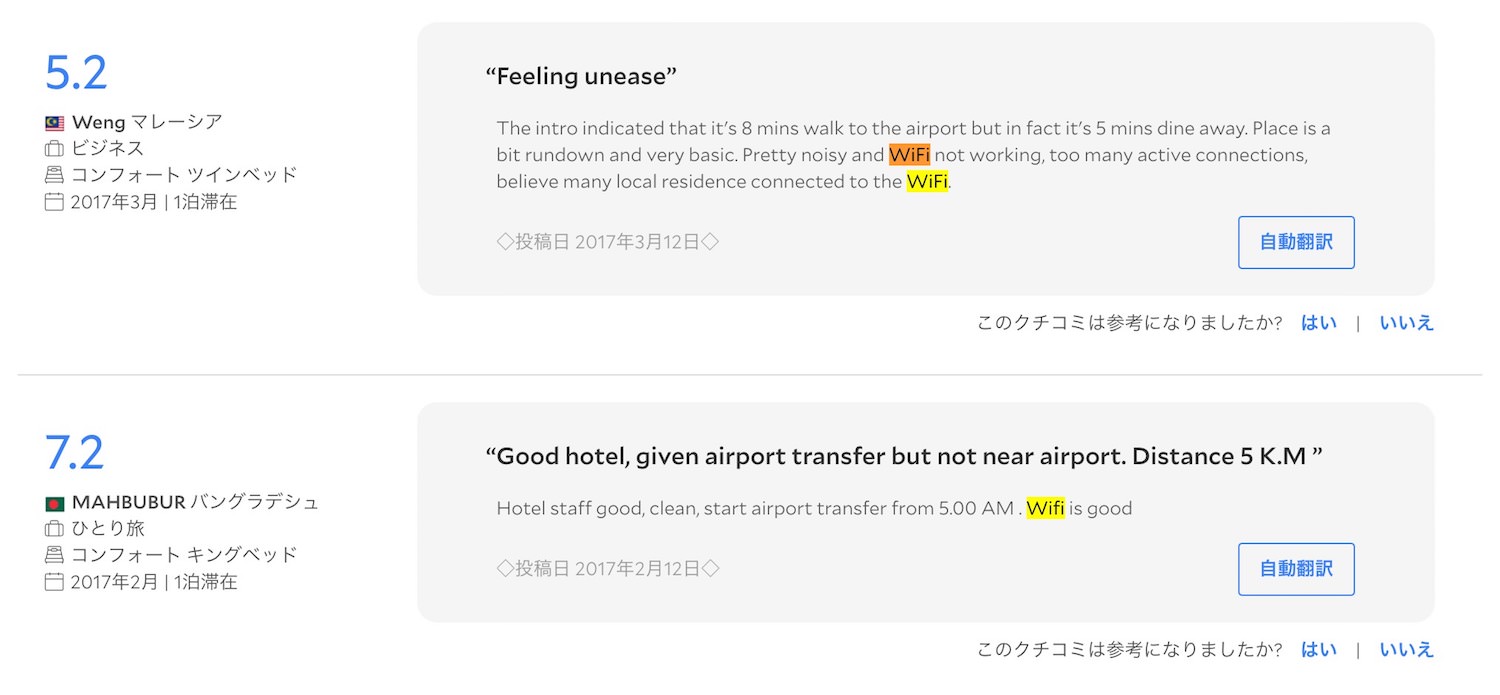 5.2
Weng マレーシア
ビジネス
コンフォート ツインベッド
2017年3月 | 1泊滞在
“Feeling unease”
The intro indicated that it's 8 mins walk to the airport but in fact it's 5 mins dine away. Place is a
bit rundown and very basic. Pretty noisy and WiFi not working, too many active connections,
believe many local residence connected to the WiFi.
◇投稿日 2017年3月12日◇
自動翻訳
このクチコミは参考になりましたか? はい | いいえ
7.2
MAHBUBUR バングラデシュ
ひとり旅
コンフォート キングベッド
2017年2月 | 1泊滞在
“Good hotel, given airport transfer but not near airport. Distance 5 K.M ”
Hotel staff good, clean, start airport transfer from 5.00 AM . Wifi is good
◇投稿日 2017年2月12日◇
自動翻訳
このクチコミは参考になりましたか? はい | いいえ